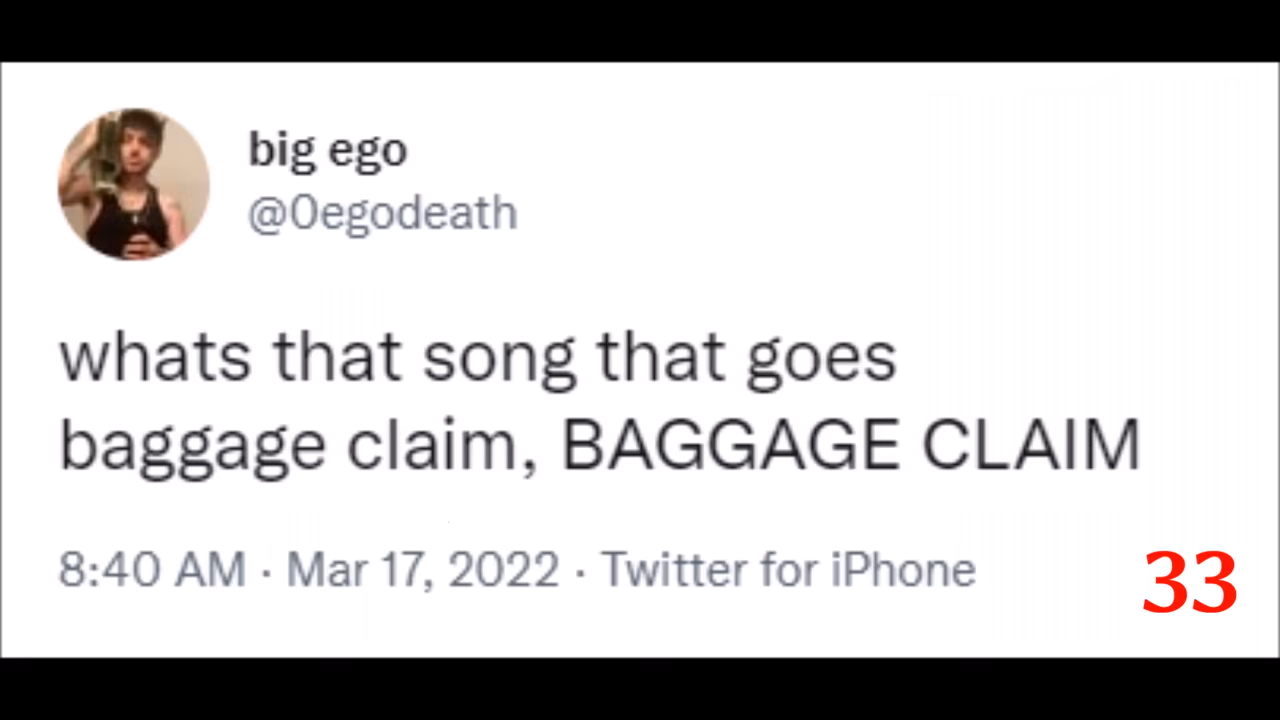 big ego
@0egodeath
whats that song that goes
baggage claim, BAGGAGE CLAIM
8:40 AM · Mar 17, 2022 · Twitter for iPhone
33